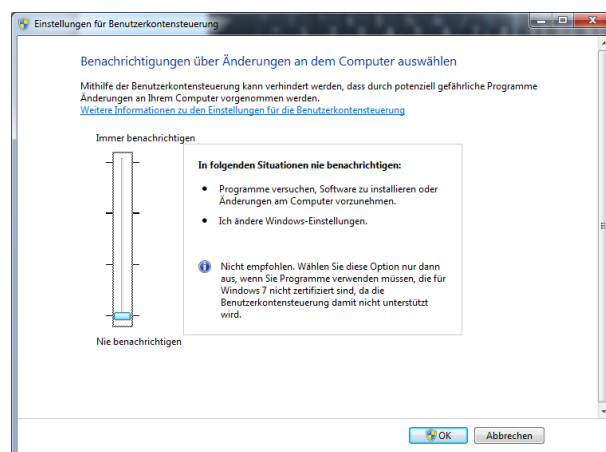 Einstellungen für Benutzerkontensteuerung
Benachrichtigungen über Änderungen an dem Computer auswählen
Mithilfe der Benutzerkontensteuerung kann verhindert werden, dass durch potenziell gefährliche Programme
Änderungen an Ihrem Computer vorgenommen werden.
Weitere Informationen zu den Einstellungen für die Benutzerkontensteuerung
Immer benachrichtigen
In folgenden Situationen nie benachrichtigen:
• Programme versuchen, Software zu installieren oder
Änderungen am Computer vorzunehmen.
• Ich ändere Windows-Einstellungen.
Nicht empfohlen. Wählen Sie diese Option nur dann
aus, wenn Sie Programme verwenden müssen, die für
Windows 7 nicht zertifiziert sind, da die
Benutzerkontensteuerung damit nicht unterstützt
wird.
Nie benachrichtigen
OK
Abbrechen